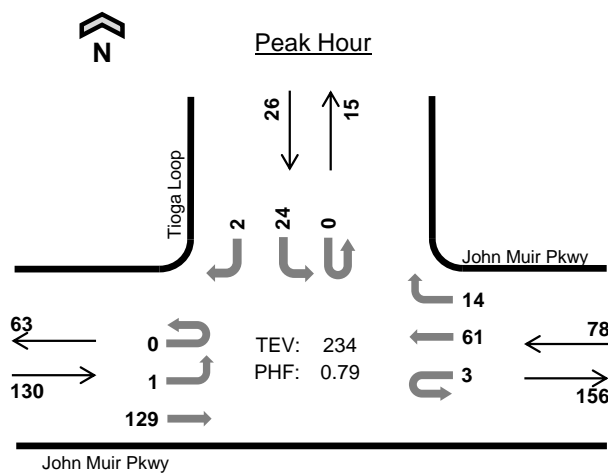 N
Peak Hour
26
15
Tioga Loop
2
24
0
John Muir Pkwy
14
63
0
TEV: 234
61
78
130
1
PHF: 0.79
3
156
129
John Muir Pkwy